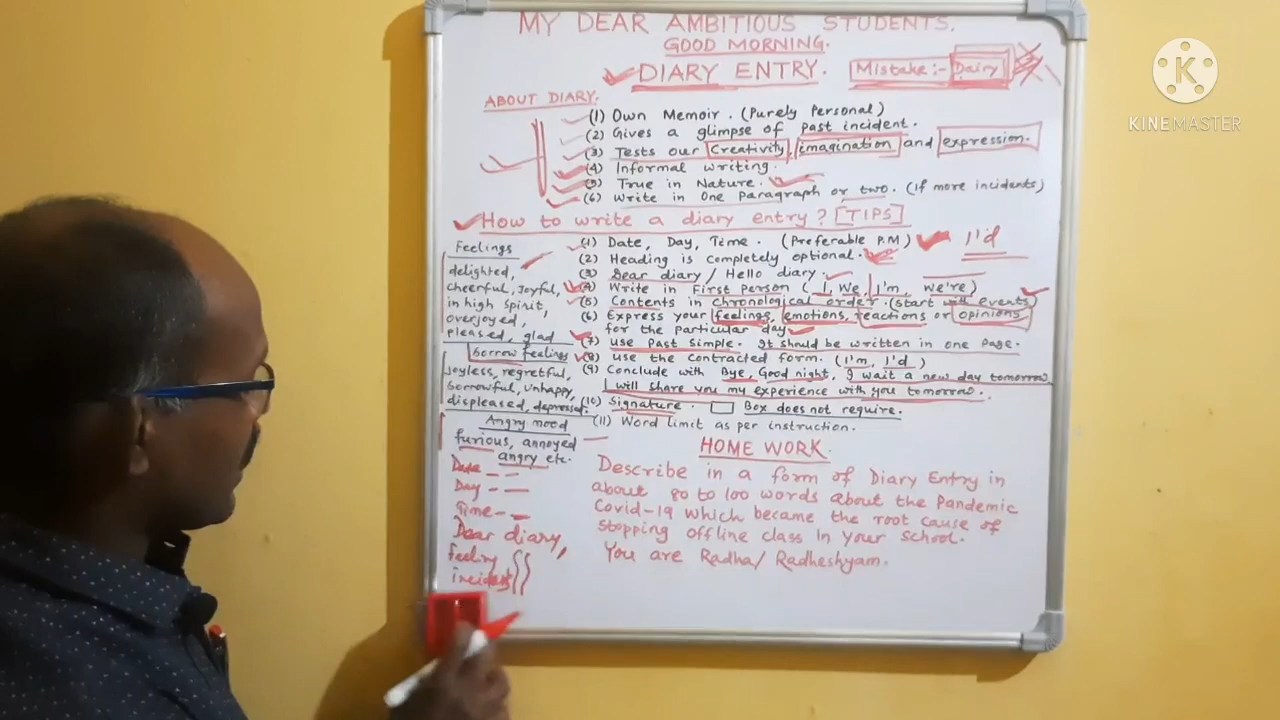 MY DEAR AMBITIOUS STUDENTS.
GOOD MORNING.
DIARY ENTRY.
Mistake:- Dairy
ABOUT DIARY.
(1) Own Memoir. (Purely Personal)
(2) Gives a glimpse of past incident.
(3) Tests our Creativity, imagination and expression.
(4) Informal writing.
(5) True in Nature.
(6) Write in One Paragraph or two. (If more incidents)
How to write a diary entry? [TIPS]
(1) Date, Day, Time. (Preferable P.M) I'd
(2) Heading is completely optional.
(3) Dear diary / Hello diary.
(4) Write in First Person (I, We, I'm, we're)
(5) Contents in chronological order. (start with events)
(6) Express your feelings, emotions, reactions or opinions
for the particular day
(7) use Past Simple. It should be written in one page.
(8) use the contracted form. (I'm, I'd)
(9) Conclude with Bye, Good night, I wait a new day tomorrow
I will share you my experience with you tomorrow.
(10) Signature. Box does not require.
(11) Word limit as per instruction.
Feelings
delighted,
cheerful, Joyful,
in high Spirit,
overjoyed,
pleased, glad
Sorrow feelings
Joyless, regretful,
Sorrowful, unhappy,
displeased, depressed.
Angry mood
furious, annoyed
angry etc.
Date - -
Day - -
Time - -
Dear diary,
feeling
incident
HOME WORK.
Describe in a form of Diary Entry in
about 80 to 100 words about the Pandemic
Covid-19 which became the root cause of
stopping offline class in your school.
You are Radha/ Radheshyam.
K
KINEMASTER